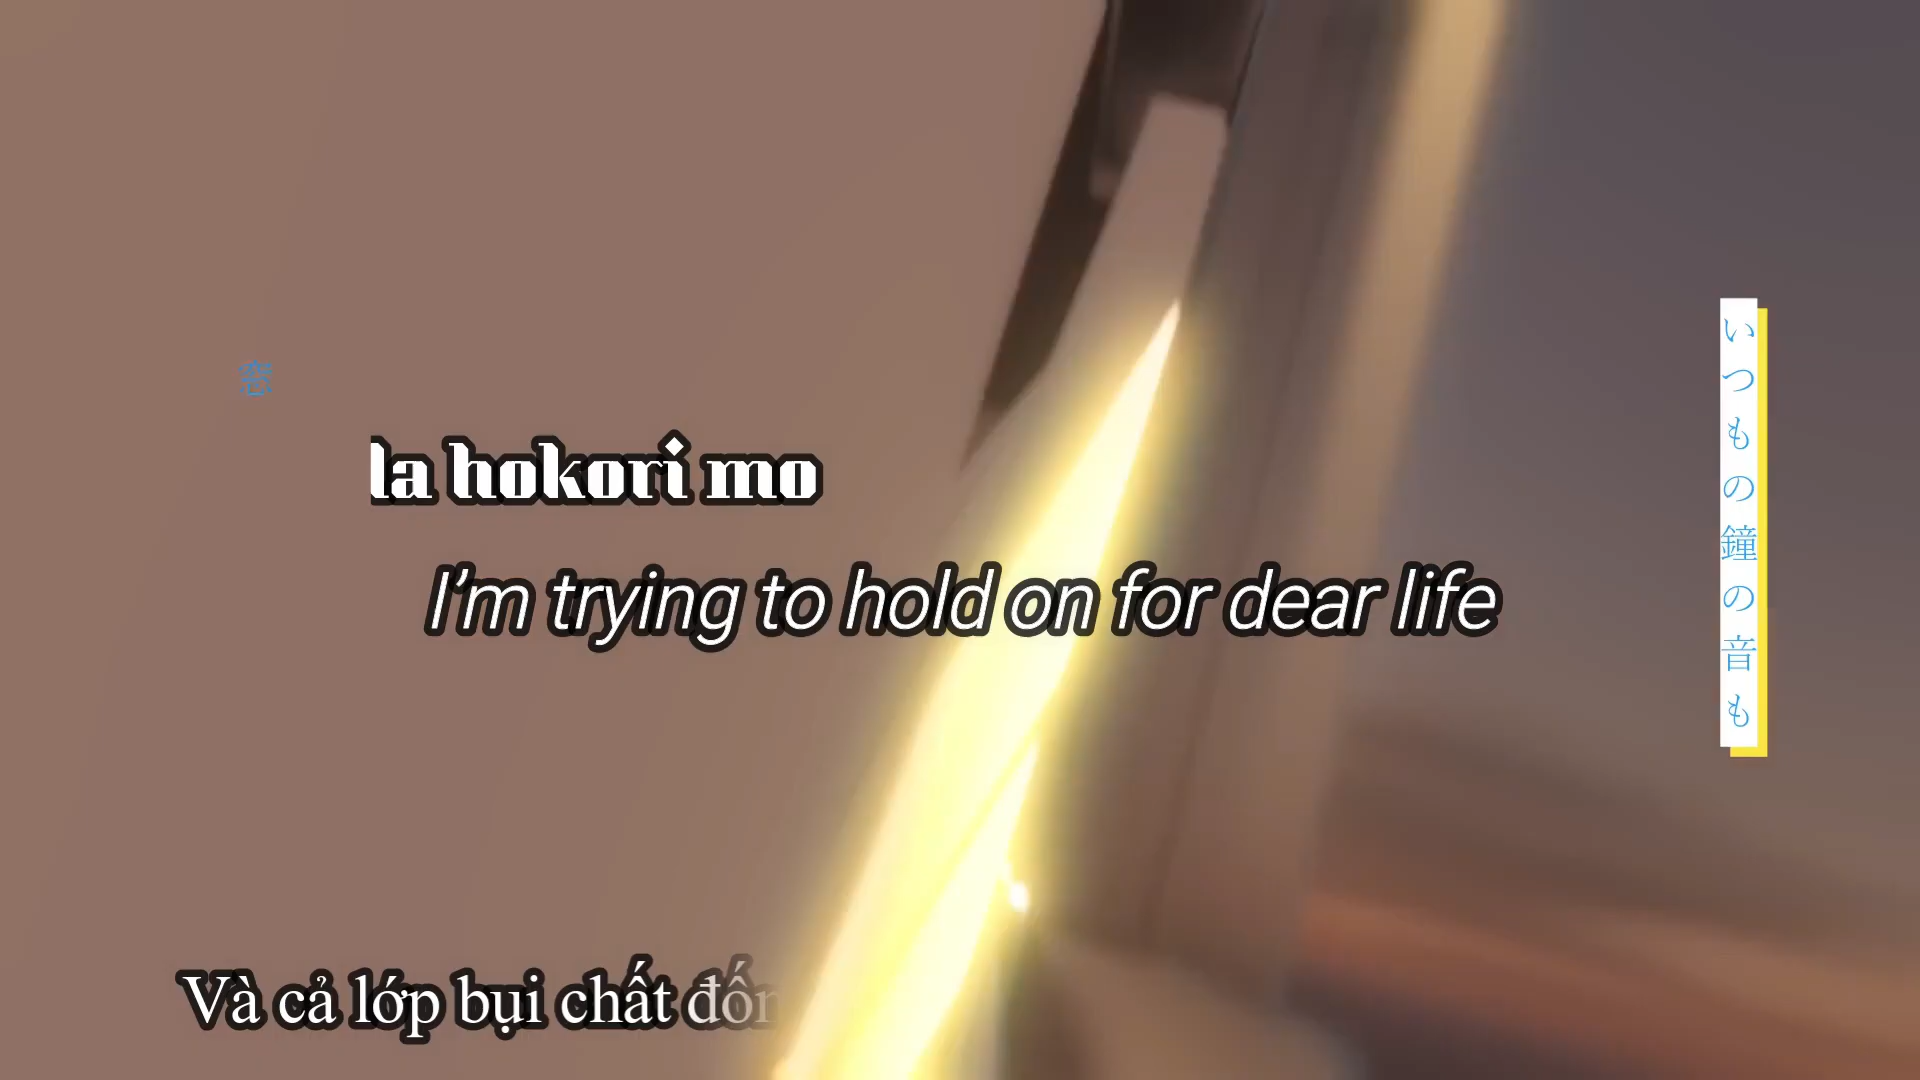 いつもの鐘の音も
窓
la hokori mo
I'm trying to hold on for dear life
Và cả lớp bụi chất đốn